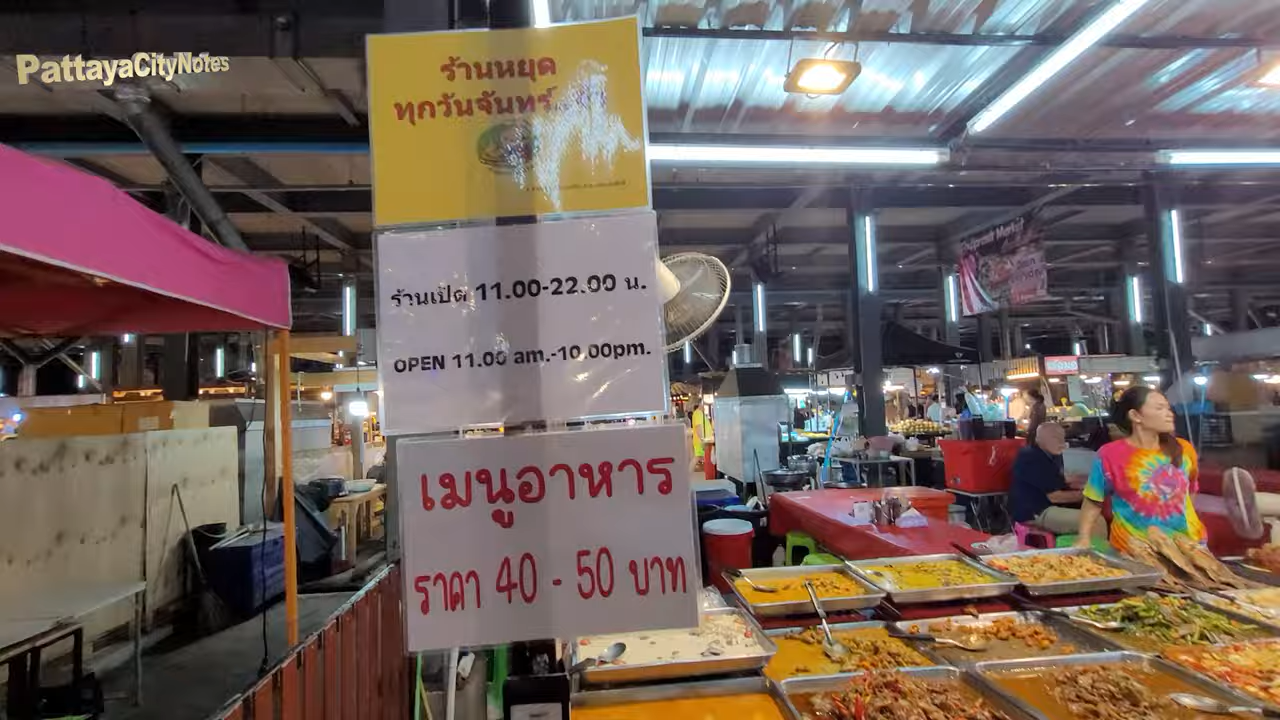 PattayaCityNotes
ร้านหยุด
ทุกวันจันทร์
ร้านเปิด 11.00-22.00 น.
OPEN 11.00 am.-10.00pm.
เมนูอาหาร
ราคา 40 - 50 บาท
Market